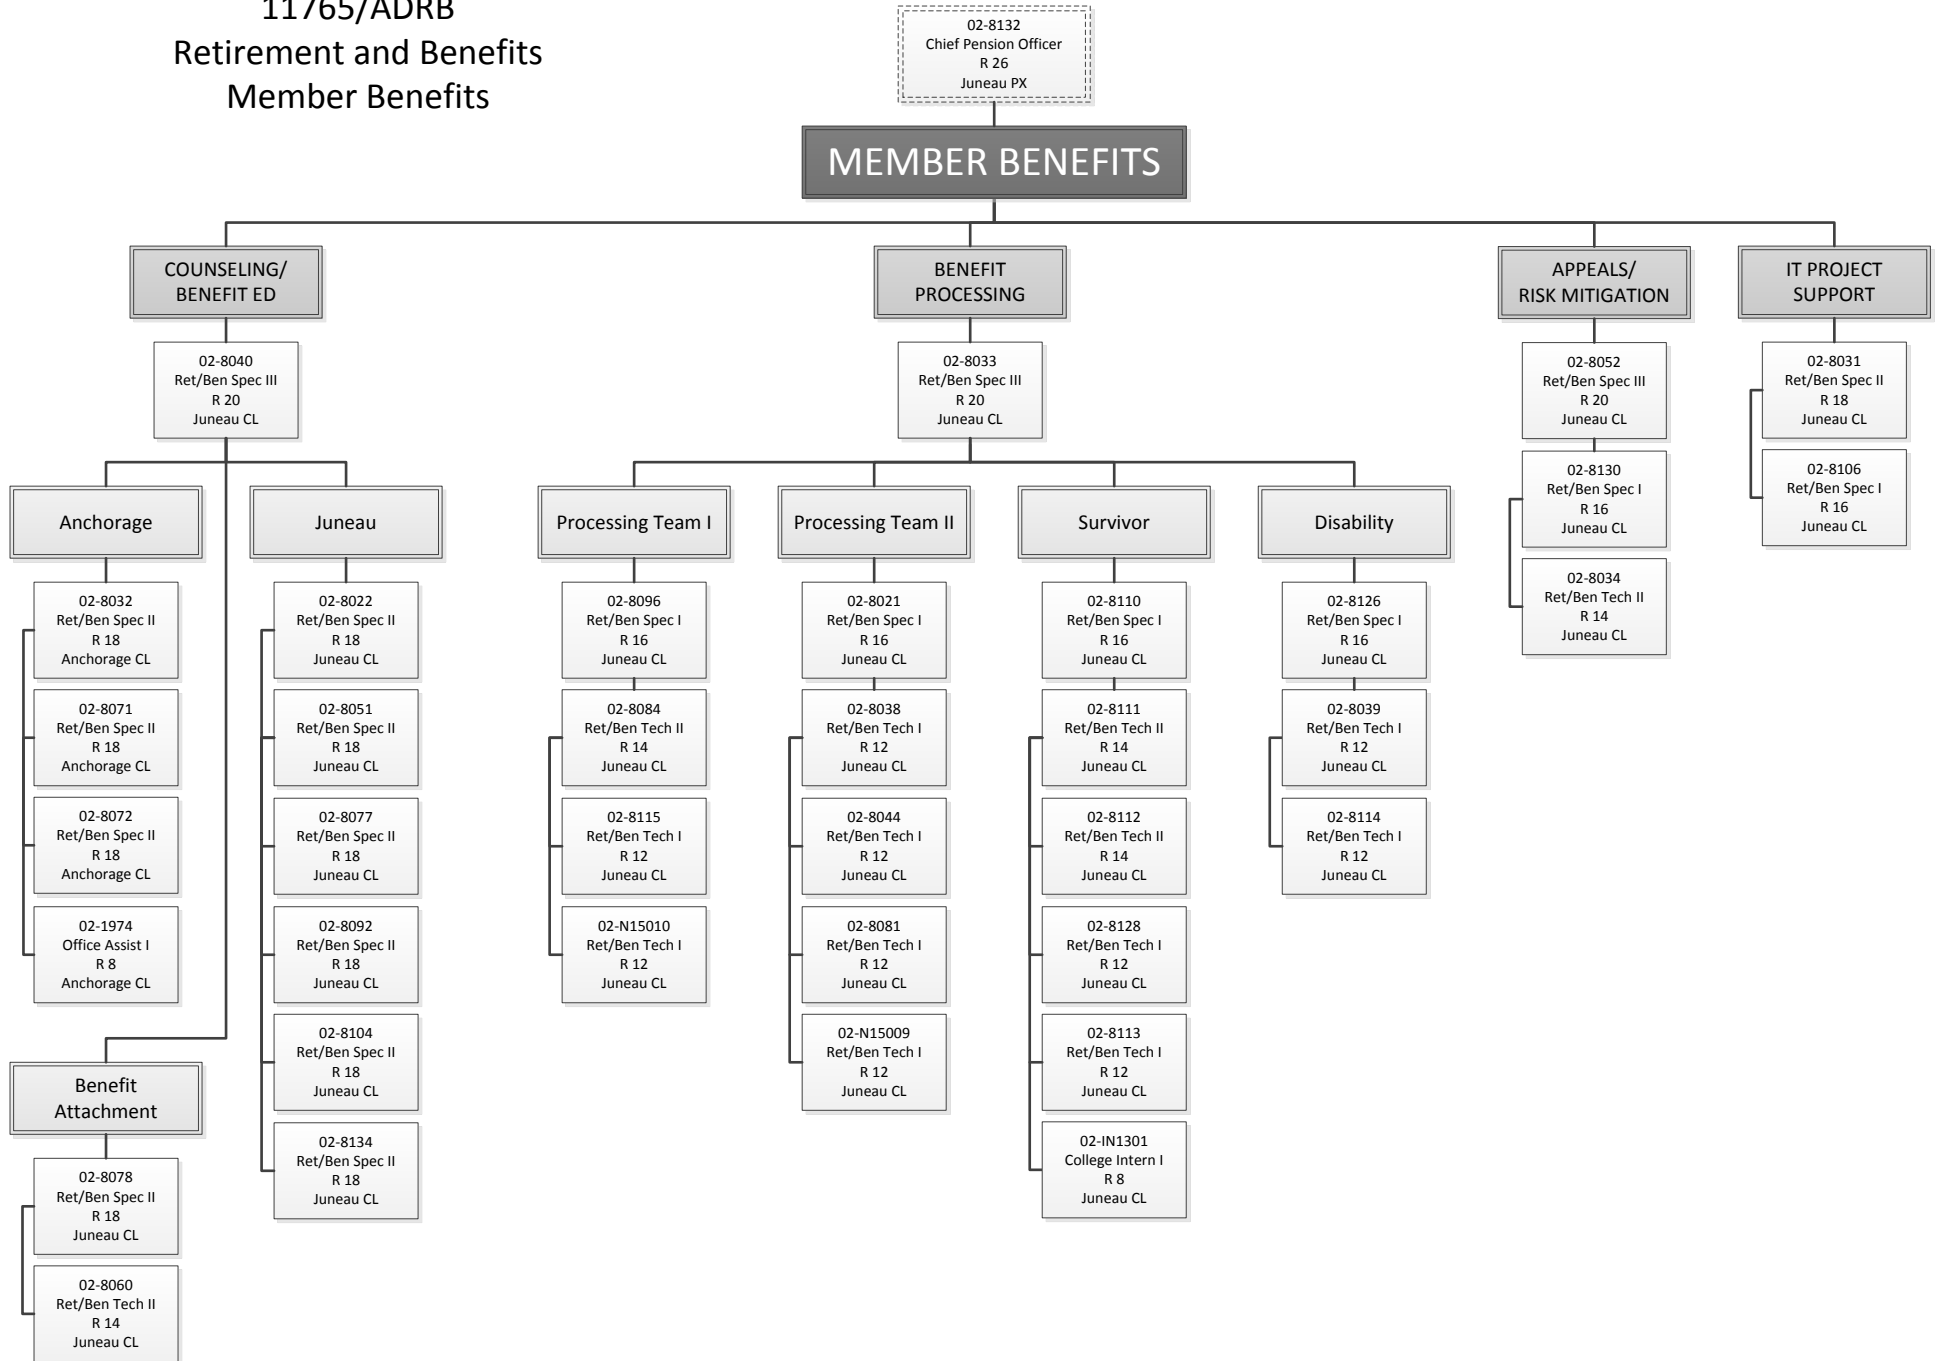 11765/ADRB
Retirement and Benefits
Member Benefits
02-8132
Chief Pension Officer
R 26
Juneau PX
MEMBER BENEFITS
COUNSELING/
BENEFIT ED
02-8040
Ret/Ben Spec III
R 20
Juneau CL
Anchorage
02-8032
Ret/Ben Spec II
R 18
Anchorage CL
02-8071
Ret/Ben Spec II
R 18
Anchorage CL
02-8072
Ret/Ben Spec II
R 18
Anchorage CL
02-1974
Office Assist I
R 8
Anchorage CL
Benefit
Attachment
02-8078
Ret/Ben Spec II
R 18
Juneau CL
02-8060
Ret/Ben Tech II
R 14
Juneau CL
Juneau
02-8022
Ret/Ben Spec II
R 18
Juneau CL
02-8051
Ret/Ben Spec II
R 18
Juneau CL
02-8077
Ret/Ben Spec II
R 18
Juneau CL
02-8092
Ret/Ben Spec II
R 18
Juneau CL
02-8104
Ret/Ben Spec II
R 18
Juneau CL
02-8134
Ret/Ben Spec II
R 18
Juneau CL
BENEFIT
PROCESSING
02-8033
Ret/Ben Spec III
R 20
Juneau CL
Processing Team I
02-8096
Ret/Ben Spec I
R 16
Juneau CL
02-8084
Ret/Ben Tech II
R 14
Juneau CL
02-8115
Ret/Ben Tech I
R 12
Juneau CL
02-N15010
Ret/Ben Tech I
R 12
Juneau CL
Processing Team II
02-8021
Ret/Ben Spec I
R 16
Juneau CL
02-8038
Ret/Ben Tech I
R 12
Juneau CL
02-8044
Ret/Ben Tech I
R 12
Juneau CL
02-8081
Ret/Ben Tech I
R 12
Juneau CL
02-N15009
Ret/Ben Tech I
R 12
Juneau CL
Survivor
02-8110
Ret/Ben Spec I
R 16
Juneau CL
02-8111
Ret/Ben Tech II
R 14
Juneau CL
02-8112
Ret/Ben Tech II
R 14
Juneau CL
02-8128
Ret/Ben Tech I
R 12
Juneau CL
02-8113
Ret/Ben Tech I
R 12
Juneau CL
02-IN1301
College Intern I
R 8
Juneau CL
Disability
02-8126
Ret/Ben Spec I
R 16
Juneau CL
02-8039
Ret/Ben Tech I
R 12
Juneau CL
02-8114
Ret/Ben Tech I
R 12
Juneau CL
APPEALS/
RISK MITIGATION
02-8052
Ret/Ben Spec III
R 20
Juneau CL
02-8130
Ret/Ben Spec I
R 16
Juneau CL
02-8034
Ret/Ben Tech II
R 14
Juneau CL
IT PROJECT
SUPPORT
02-8031
Ret/Ben Spec II
R 18
Juneau CL
02-8106
Ret/Ben Spec I
R 16
Juneau CL